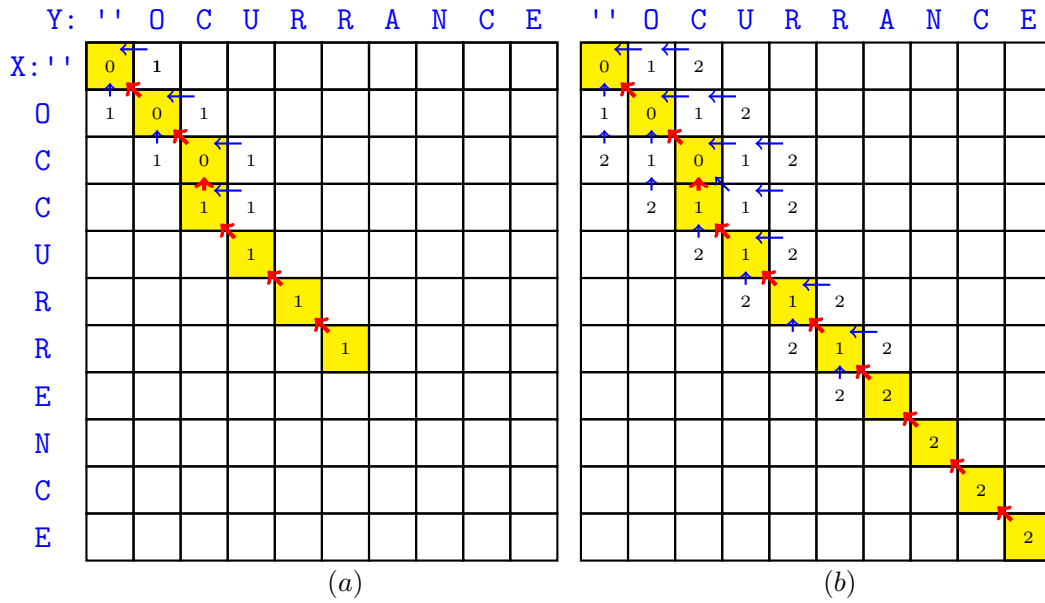 Y: '' O C U R R A N C E '' O C U R R A N C E
X:'' 0 1 0 1 2
O 1 0 1 1 0 1 2
C 1 0 1 2 1 0 1 2
C 1 1 2 1 1 2
U 1 2 1 2
R 1 2 1 2
R 1 2 1 2
E 2 2
N 2
C 2
E 2
(a) (b)